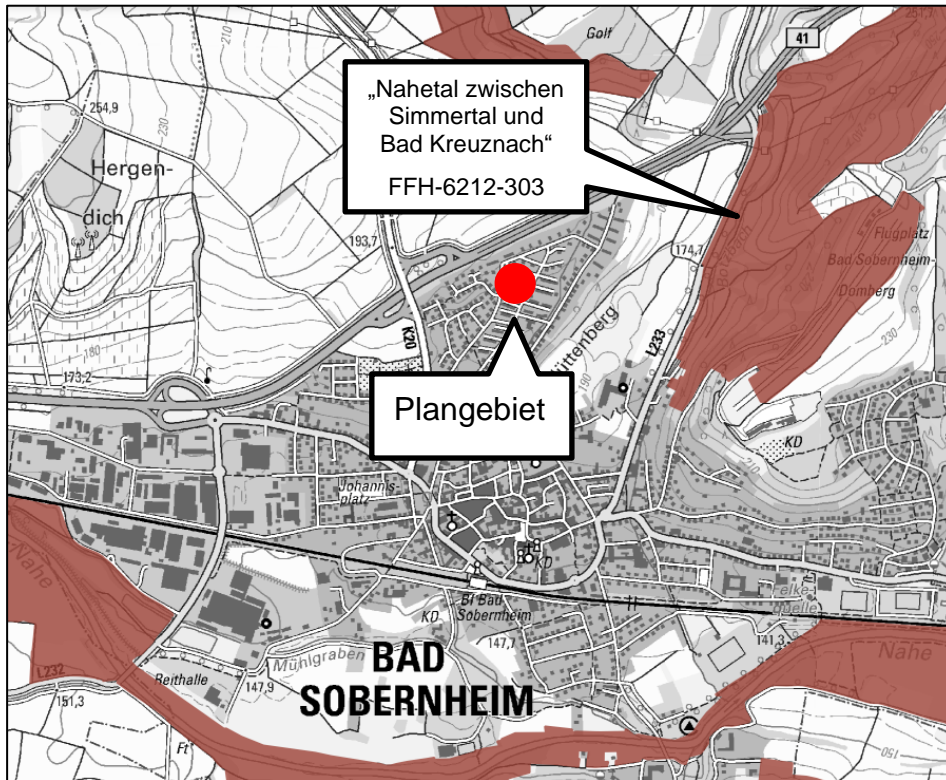 Golf
251,7
210
41
„Nahetal zwischen
Simmertal und
Bad Kreuznach“
FFH-6212-303
254,9
230
Hergen-
dich
193,7
174,7
Flugplatz
Bad Sobernheim-
Domberg
K20
L233
180
190
230
173,2
Plangebiet
KD
Johannis-
platz
KD
Nahe
Bf Bad
Sobernheim
KD
147,7
141,3
Nahe
L232
151,3
Mühlgraben
BAD
SOBERNHEIM
Reithalle
147,9
Ft
150